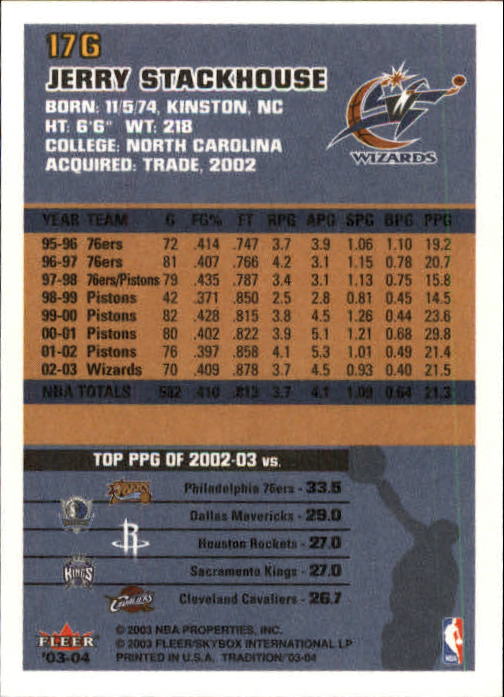 176
JERRY STACKHOUSE
BORN: 11/5/74, KINSTON, NC
HT: 6'6" WT: 218
COLLEGE: NORTH CAROLINA
ACQUIRED: TRADE, 2002
WIZARDS
YEAR TEAM G FG% FT RPG APG SPG BPG PPG
95-96 76ers 72 .414 .747 3.7 3.9 1.06 1.10 19.2
96-97 76ers 81 .407 .766 4.2 3.1 1.15 0.78 20.7
97-98 76ers/Pistons 79 .435 .787 3.4 3.1 1.13 0.75 15.8
98-99 Pistons 42 .371 .850 2.5 2.8 0.81 0.45 14.5
99-00 Pistons 82 .428 .815 3.8 4.5 1.26 0.44 23.6
00-01 Pistons 80 .402 .822 3.9 5.1 1.21 0.68 29.8
01-02 Pistons 76 .397 .858 4.1 5.3 1.01 0.49 21.4
02-03 Wizards 70 .409 .878 3.7 4.5 0.93 0.40 21.5
NBA TOTALS 582 .410 .813 3.7 4.1 1.09 0.64 21.3
TOP PPG OF 2002-03 vs.
Philadelphia 76ers - 33.5
Dallas Mavericks - 29.0
Houston Rockets - 27.0
Sacramento Kings - 27.0
Cleveland Cavaliers - 26.7
SIXERS
KINGS
CAVALIERS
FLEER
'03-04
© 2003 NBA PROPERTIES, INC.
© 2003 FLEER/SKYBOX INTERNATIONAL LP
PRINTED IN U.S.A. TRADITION/'03-04